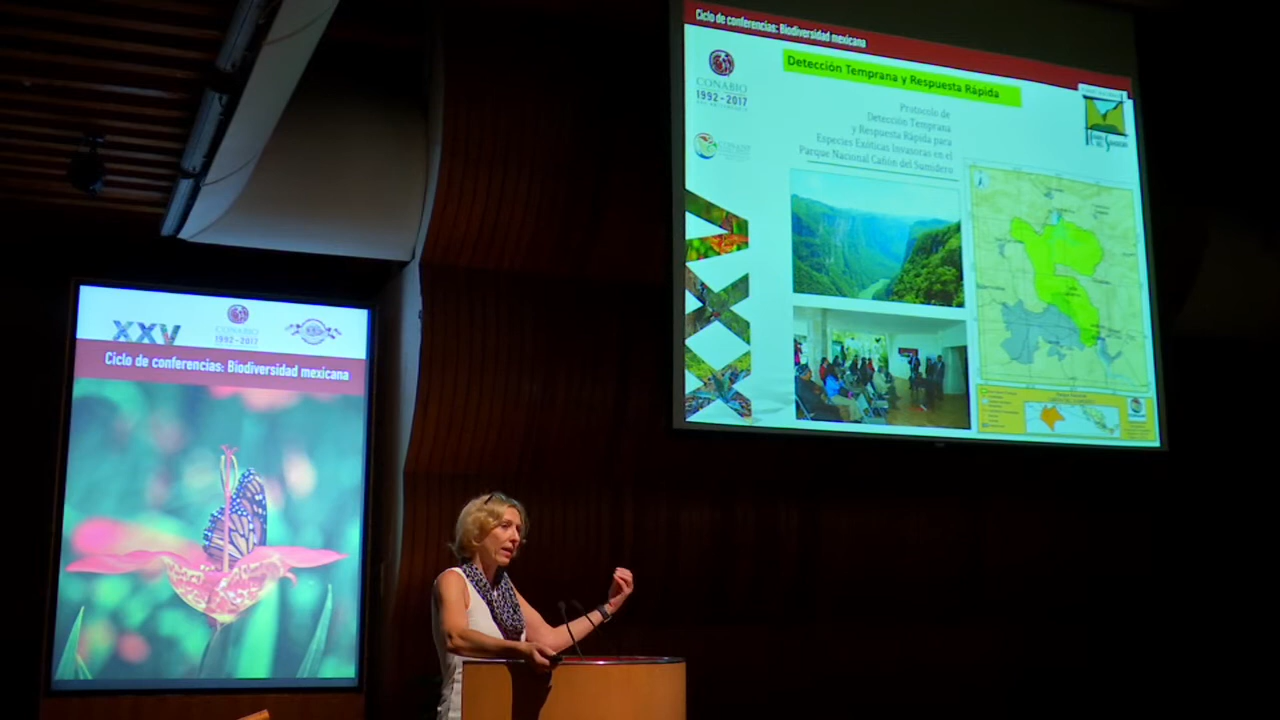 XXV
CONABIO
1992-2017
Ciclo de conferencias: Biodiversidad mexicana
Ciclo de conferencias: Biodiversidad mexicana
CONABIO
1992-2017
Detección Temprana y Respuesta Rápida
Protocolo de
Detección Temprana
y Respuesta Rápida para
Especies Exóticas Invasoras en el
Parque Nacional Cañón del Sumidero
XXV